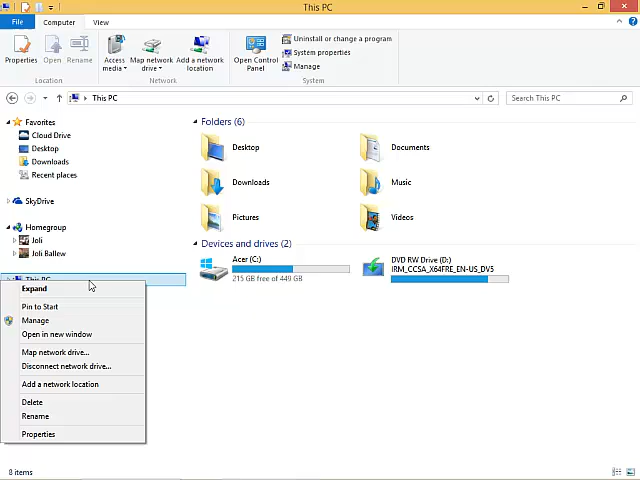 This PC
File
Computer
View
Properties
Open
Rename
Access media
Map network drive
Add a network location
Open Control Panel
Uninstall or change a program
System properties
Manage
Location
Network
System
This PC
Search This PC
Favorites
Cloud Drive
Desktop
Downloads
Recent places
SkyDrive
Homegroup
Joli
Joli Ballew
This PC
Expand
Pin to Start
Manage
Open in new window
Map network drive...
Disconnect network drive...
Add a network location
Delete
Rename
Properties
Folders (6)
Desktop
Documents
Downloads
Music
Pictures
Videos
Devices and drives (2)
Acer (C:)
215 GB free of 449 GB
DVD RW Drive (D:)
IRM_CCSA_X64FRE_EN-US_DV5
8 items